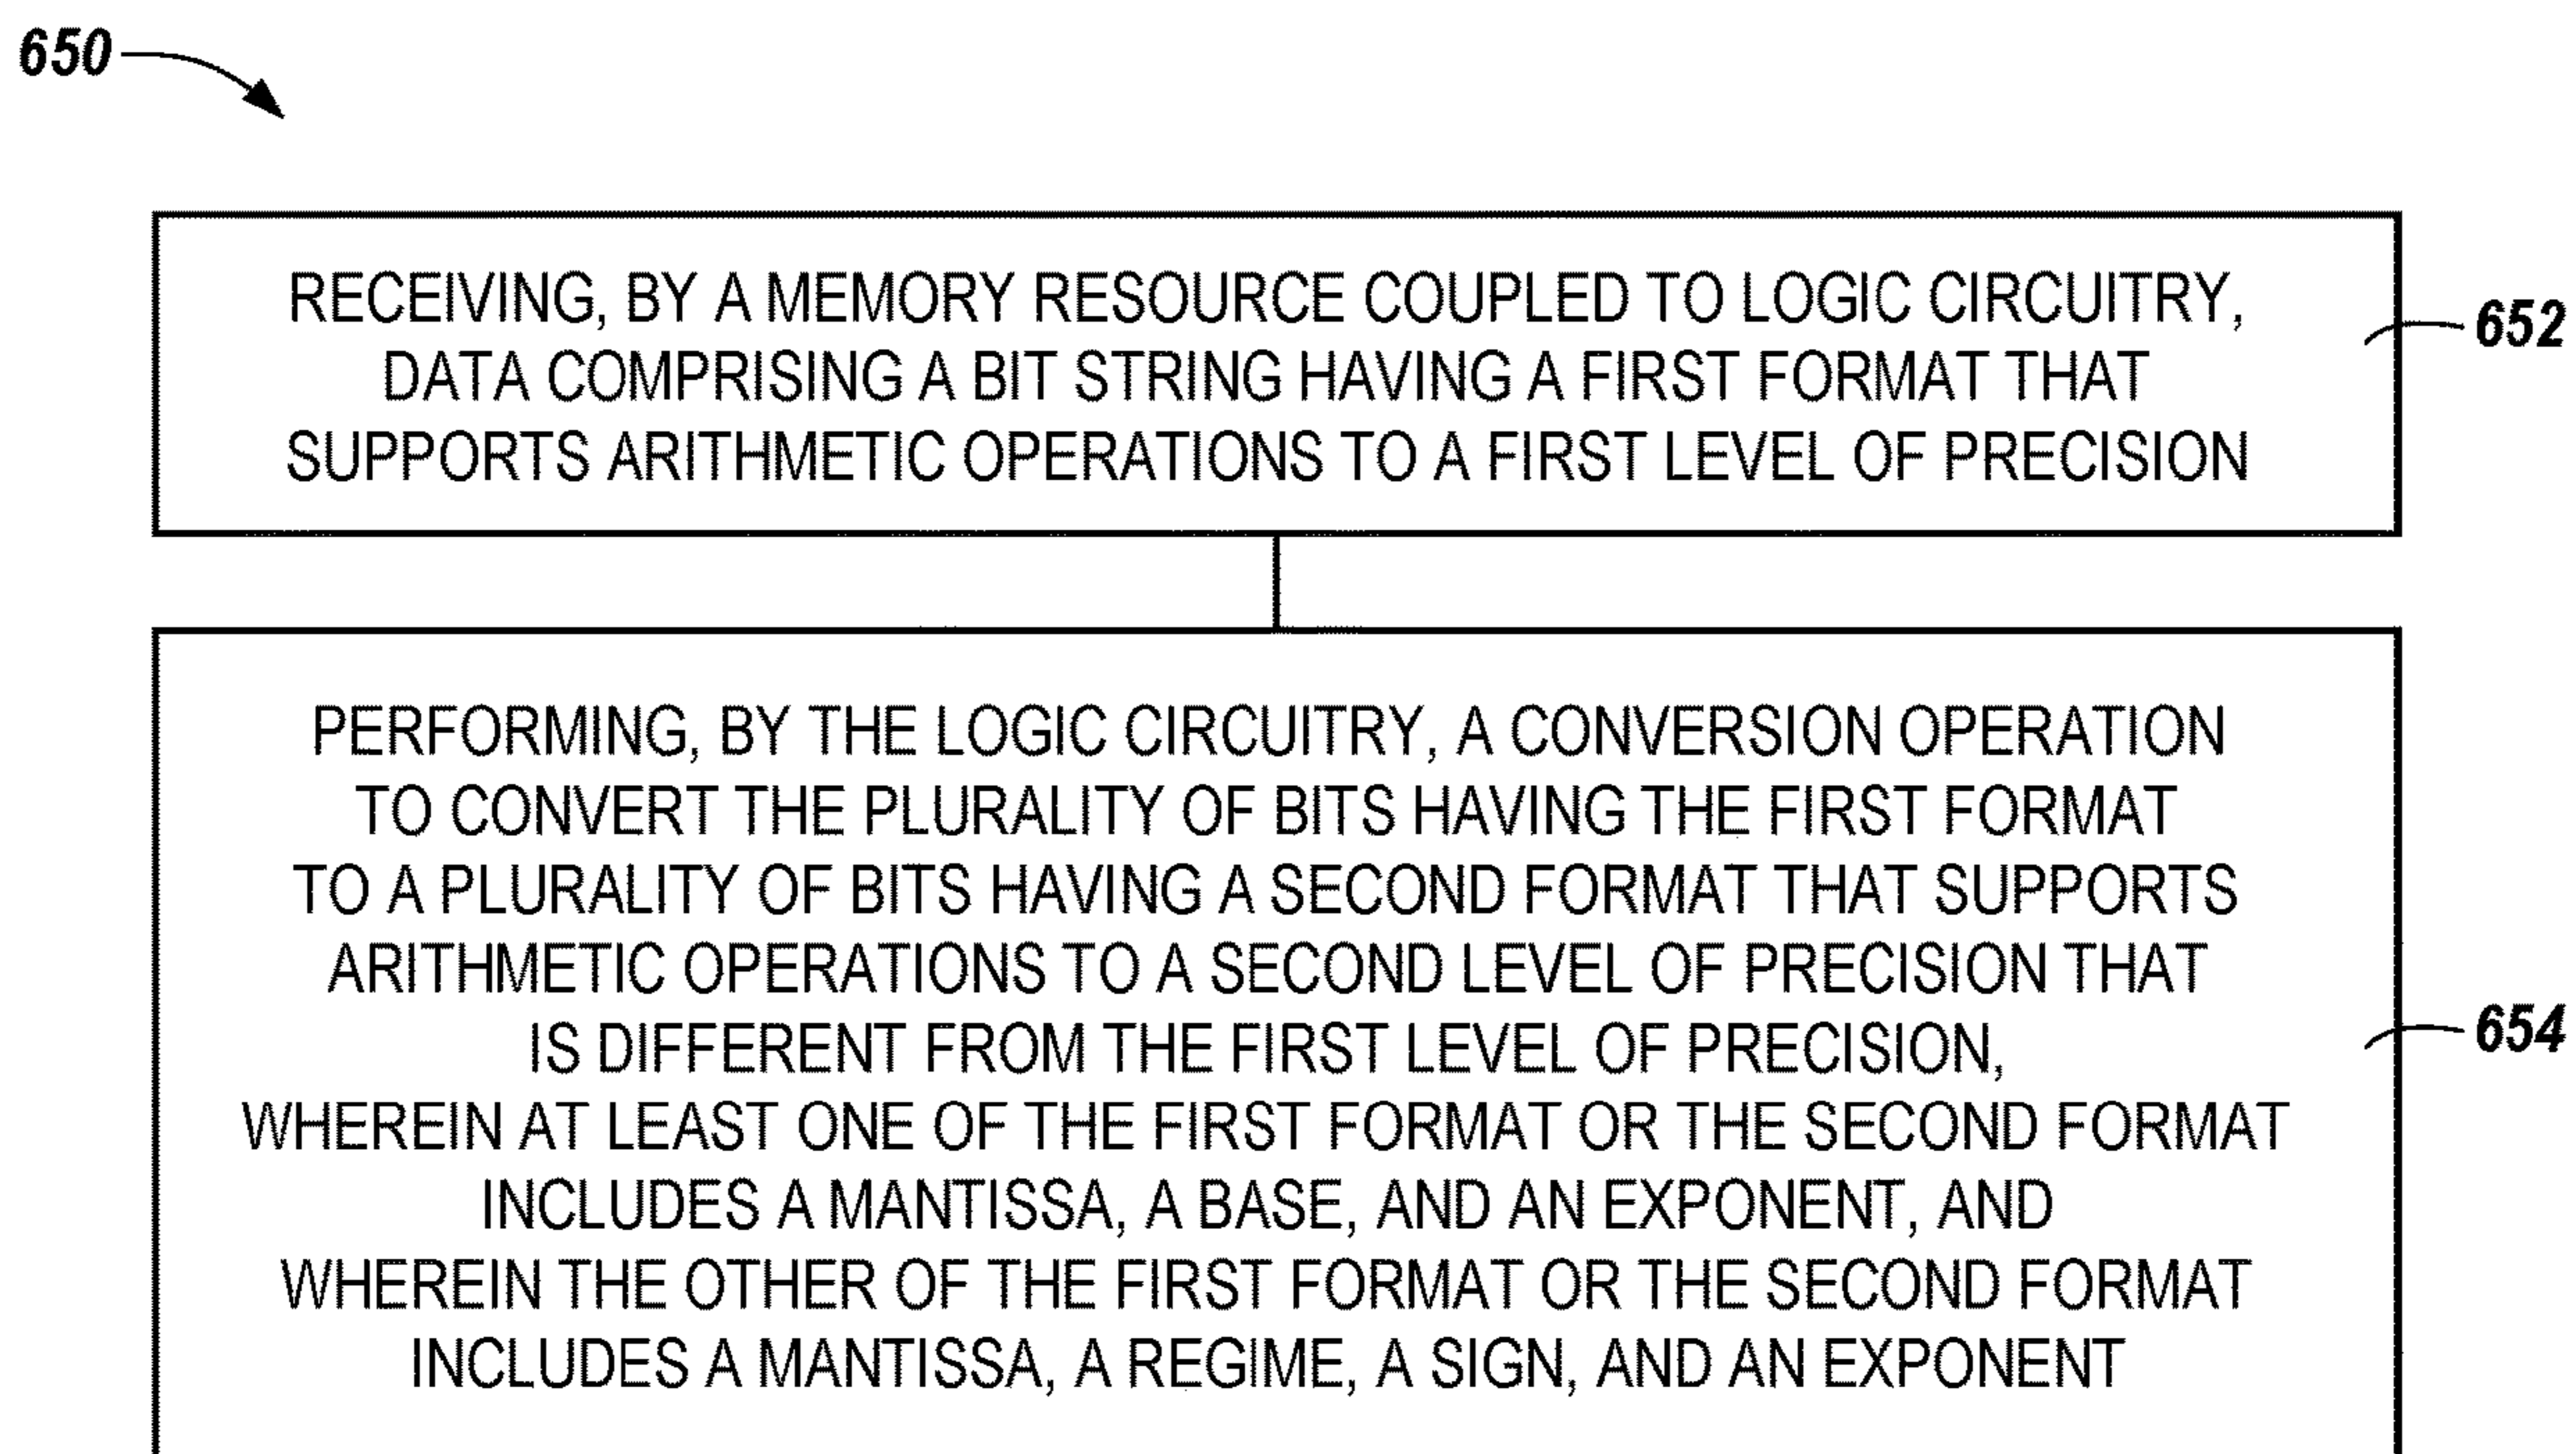 650
RECEIVING, BY A MEMORY RESOURCE COUPLED TO LOGIC CIRCUITRY,
DATA COMPRISING A BIT STRING HAVING A FIRST FORMAT THAT
SUPPORTS ARITHMETIC OPERATIONS TO A FIRST LEVEL OF PRECISION
652
PERFORMING, BY THE LOGIC CIRCUITRY, A CONVERSION OPERATION
TO CONVERT THE PLURALITY OF BITS HAVING THE FIRST FORMAT
TO A PLURALITY OF BITS HAVING A SECOND FORMAT THAT SUPPORTS
ARITHMETIC OPERATIONS TO A SECOND LEVEL OF PRECISION THAT
IS DIFFERENT FROM THE FIRST LEVEL OF PRECISION,
WHEREIN AT LEAST ONE OF THE FIRST FORMAT OR THE SECOND FORMAT
INCLUDES A MANTISSA, A BASE, AND AN EXPONENT, AND
WHEREIN THE OTHER OF THE FIRST FORMAT OR THE SECOND FORMAT
INCLUDES A MANTISSA, A REGIME, A SIGN, AND AN EXPONENT
654